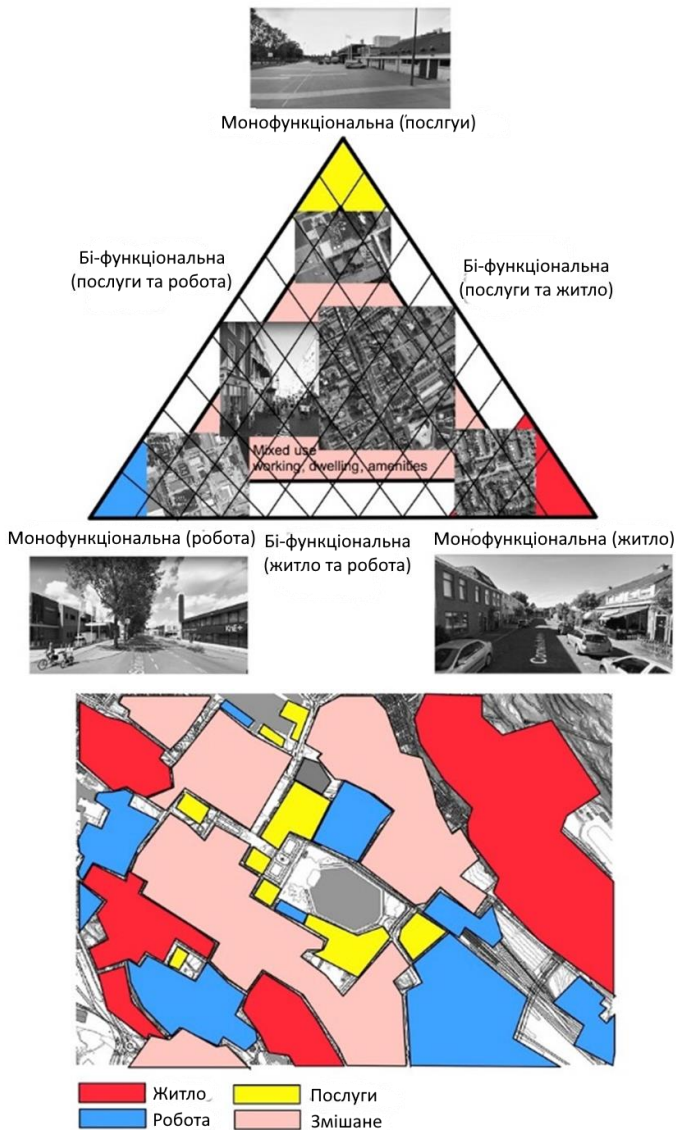 Монофункціональна (послгуи)
Бі-функціональна
(послуги та робота)
Бі-функціональна
(послуги та житло)
Mixed use
working, dwelling, amenities
Монофункціональна (робота)
Бі-функціональна
(житло та робота)
Монофункціональна (житло)
Житло
Послуги
Робота
Змішане